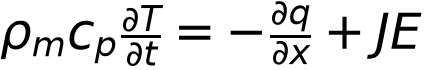 ρ_m c_p ∂T/∂t = −∂q/∂x + JE